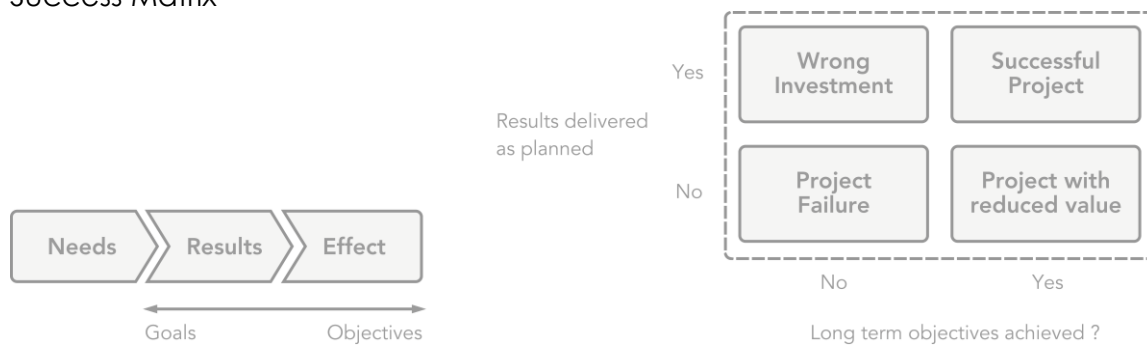 Success Matrix
Needs
Results
Effect
Goals
Objectives
Results delivered
as planned
Yes
No
Wrong
Investment
Successful
Project
Project
Failure
Project with
reduced value
No
Yes
Long term objectives achieved ?